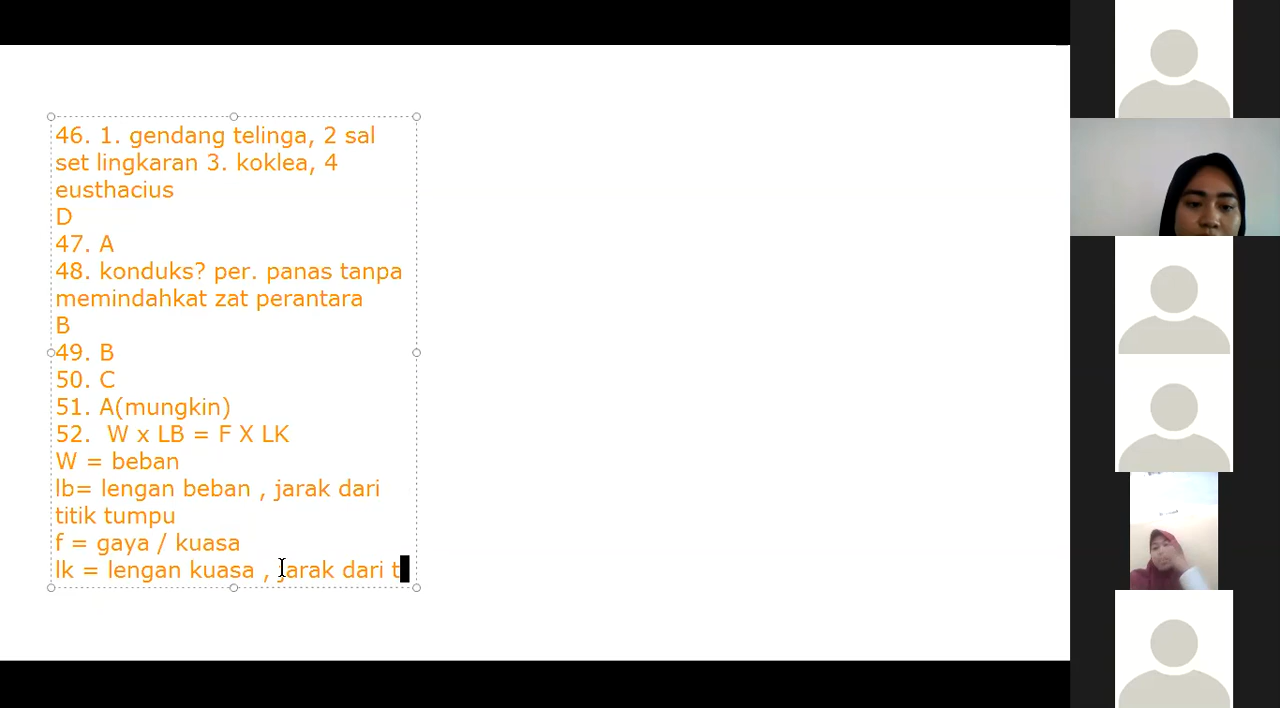 46. 1. gendang telinga, 2 sal
set lingkaran 3. koklea, 4
eusthacius
D
47. A
48. konduks? per. panas tanpa
memindahkat zat perantara
B
49. B
50. C
51. A(mungkin)
52.  W x LB = F X LK
W = beban
lb= lengan beban , jarak dari
titik tumpu
f = gaya / kuasa
lk = lengan kuasa , jarak dari t